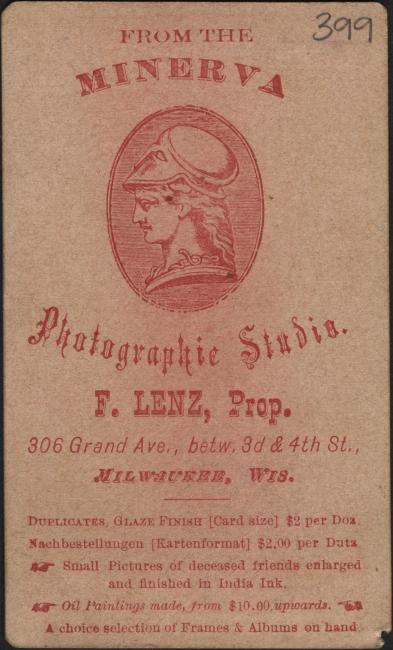 399
FROM THE
MINERVA
Photographic Studio.
F. LENZ, Prop.
306 Grand Ave., betw. 3d & 4th St.,
MILWAUKEE, WIS.
DUPLICATES, GLAZE FINISH [Card size] $2 per Doz.
Nachbestellungen [Kartenformat] $2,00 per Dutz
Small Pictures of deceased friends enlarged
and finished in India Ink.
Oil Paintings made, from $10.00, upwards.
A choice selection of Frames & Albums on hand